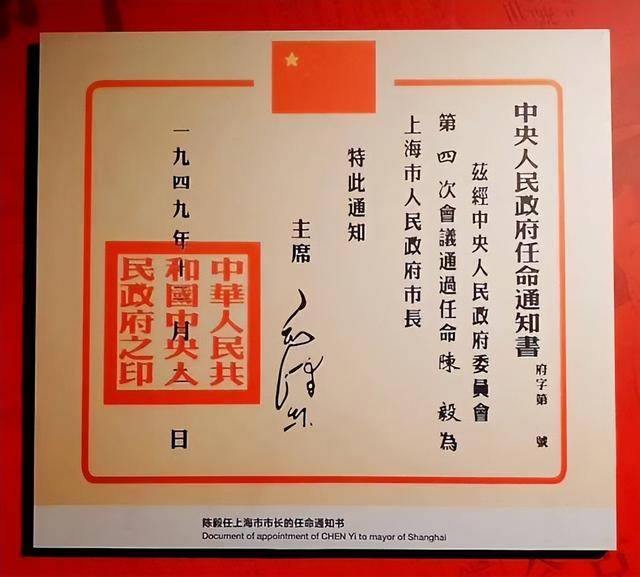 中央人民政府任命通知書
府字第 號
茲經中央人民政府委員會
第四次會議通過任命陳毅為
上海市人民政府市長
特此通知
主席
一九四九年十二月二日
中華人民共
和國中央人
民政府之印
陈毅任上海市市长的任命通知书
Document of appointment of CHEN Yi to mayor of Shanghai